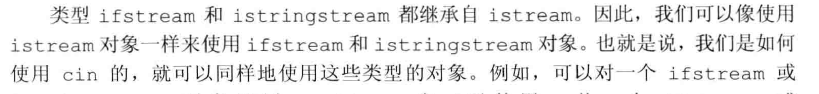 类型 ifstream 和 istringstream 都继承自 istream。因此，我们可以像使用
istream 对象一样来使用 ifstream 和 istringstream 对象。也就是说，我们是如何
使用 cin 的，就可以同样地使用这些类型的对象。例如，可以对一个 ifstream 或